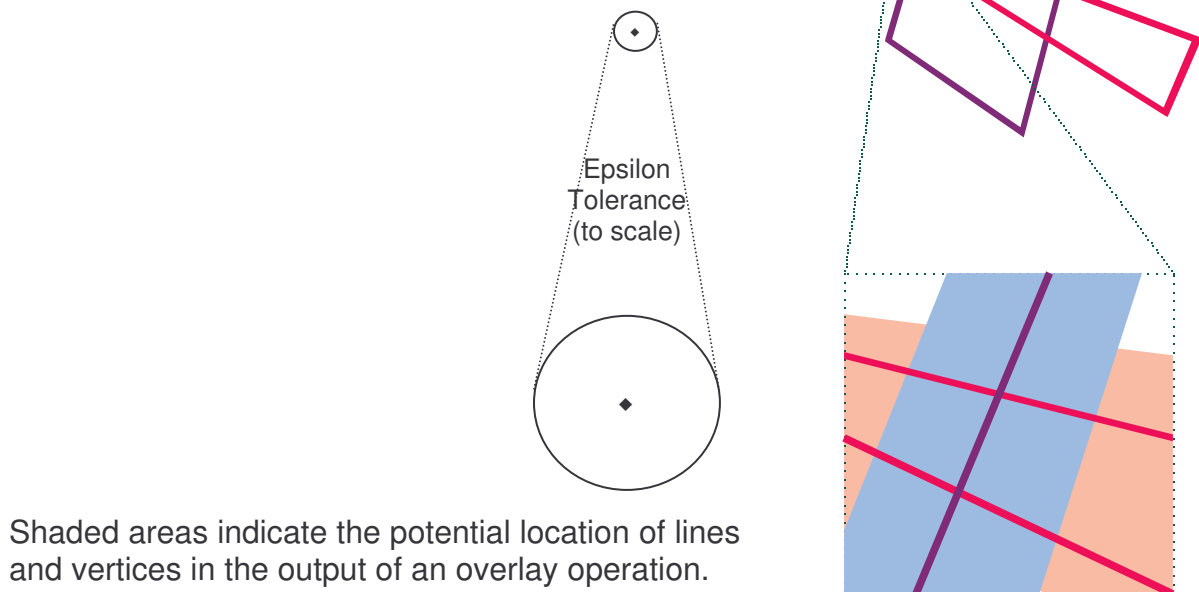 Epsilon
Tolerance
(to scale)
Shaded areas indicate the potential location of lines
and vertices in the output of an overlay operation.